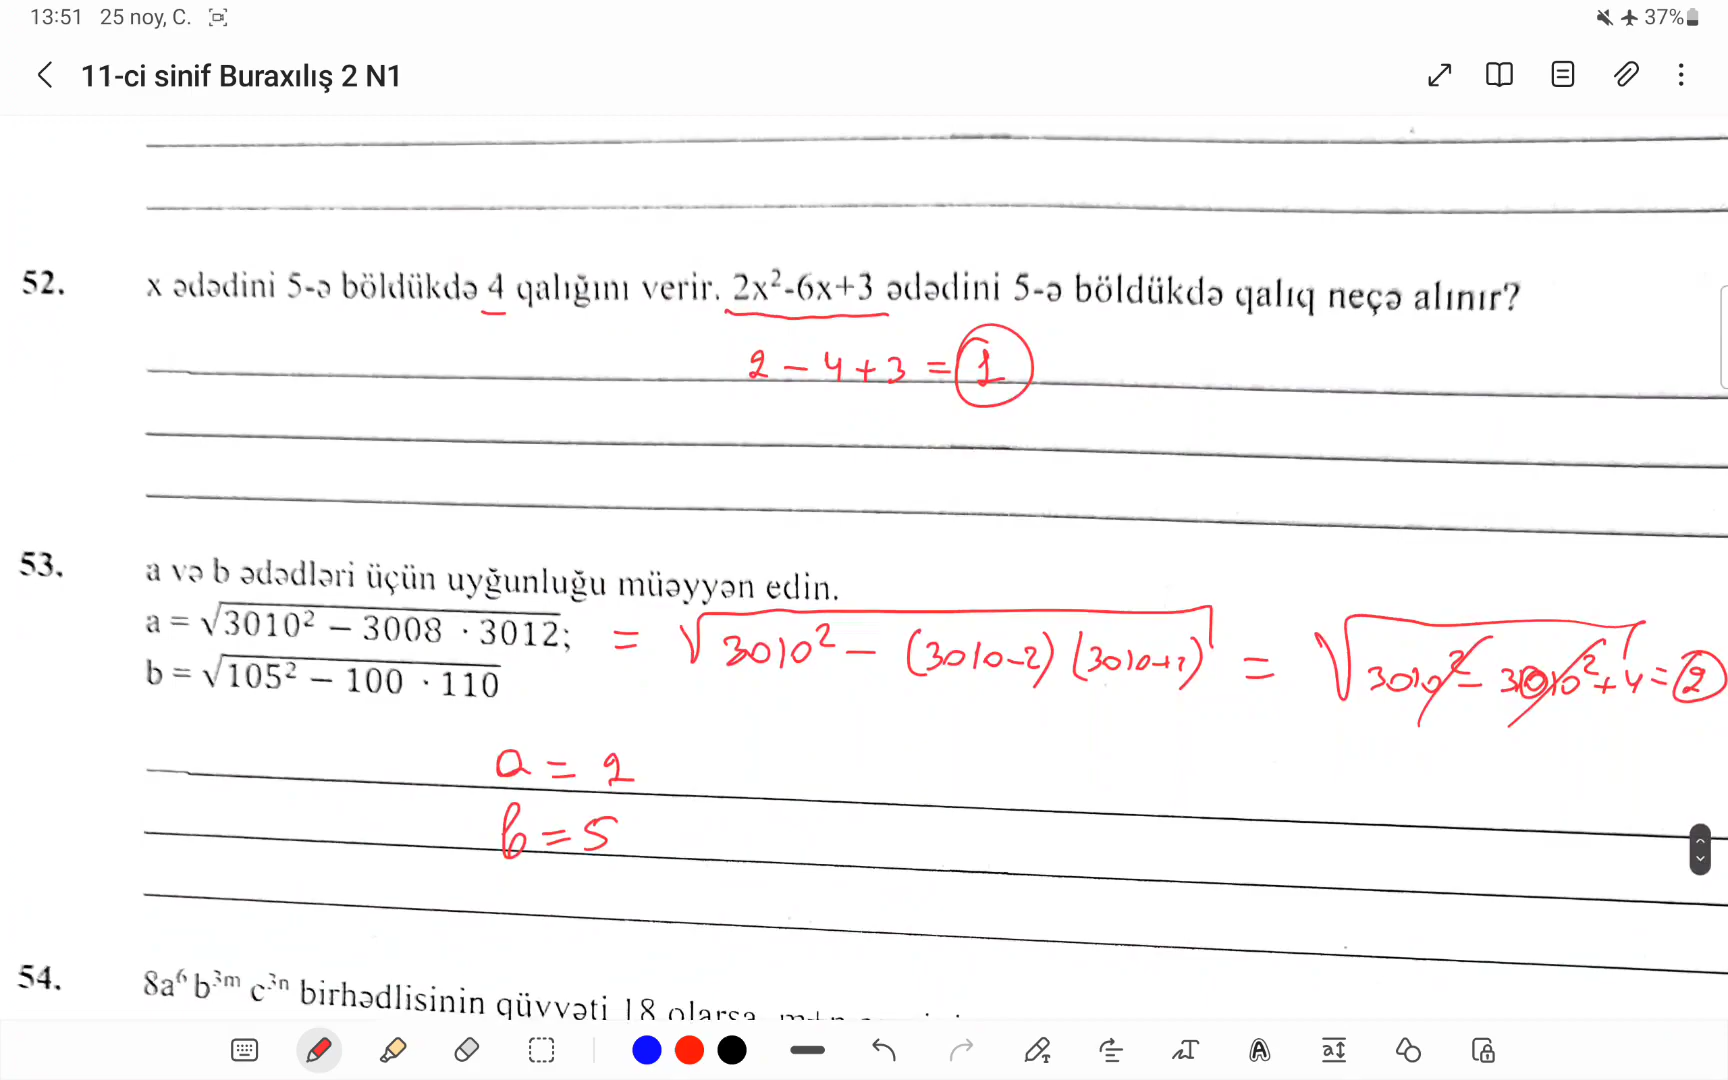 13:51 25 noy, C. 37%
11-ci sinif Buraxılış 2 N1
52. x ədədini 5-ə böldükdə 4 qalığını verir. 2x²-6x+3 ədədini 5-ə böldükdə qalıq neçə alınır?
2 - 4 + 3 = 1
53. a və b ədədləri üçün uyğunluğu müəyyən edin.
a = √3010² − 3008 · 3012; = √3010² − (3010-2) (3010+2) = √3010² − 3010² + 4 = 2
b = √105² − 100 · 110
a = 2
b = 5
54. 8a⁶ b³ᵐ c³ⁿ birhədlisinin qüvvəti 18 olarsa, m+n